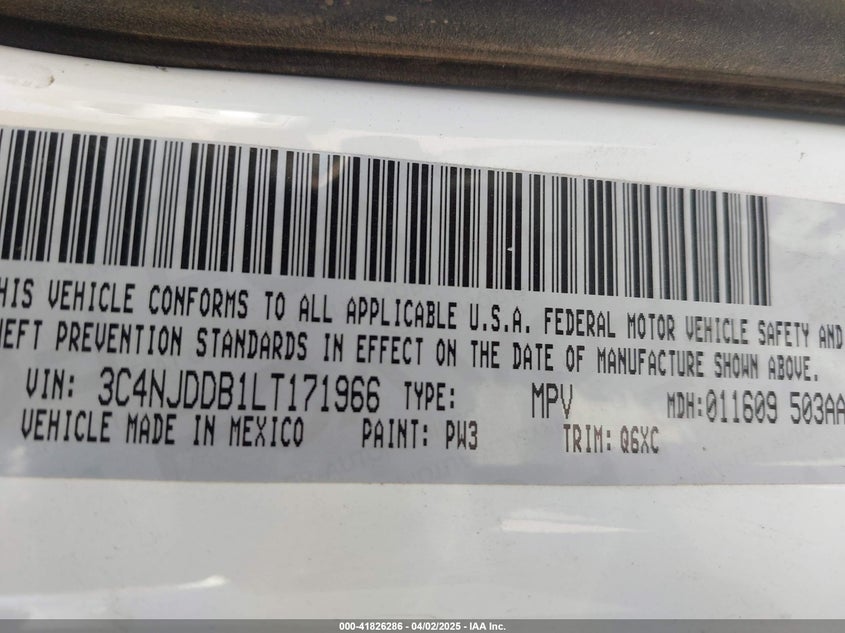 HIS VEHICLE CONFORMS TO ALL APPLICABLE U.S.A. FEDERAL MOTOR VEHICLE SAFETY AND
HEFT PREVENTION STANDARDS IN EFFECT ON THE DATE OF MANUFACTURE SHOWN ABOVE.
VIN: 3C4NJDDB1LT171966 TYPE: MPV MDH:011609 503AA
VEHICLE MADE IN MEXICO PAINT: PW3 TRIM: Q6XC
000-41826286 - 04/02/2025 - IAA Inc.